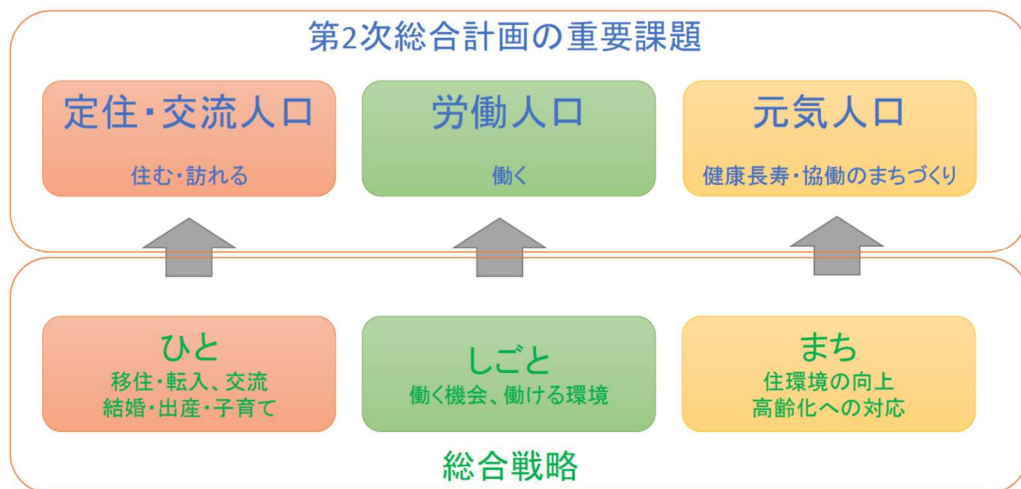 第2次総合計画の重要課題
定住・交流人口
住む・訪れる
労働人口
働く
元気人口
健康長寿・協働のまちづくり
ひと
移住・転入、交流
結婚・出産・子育て
しごと
働く機会、働ける環境
まち
住環境の向上
高齢化への対応
総合戦略